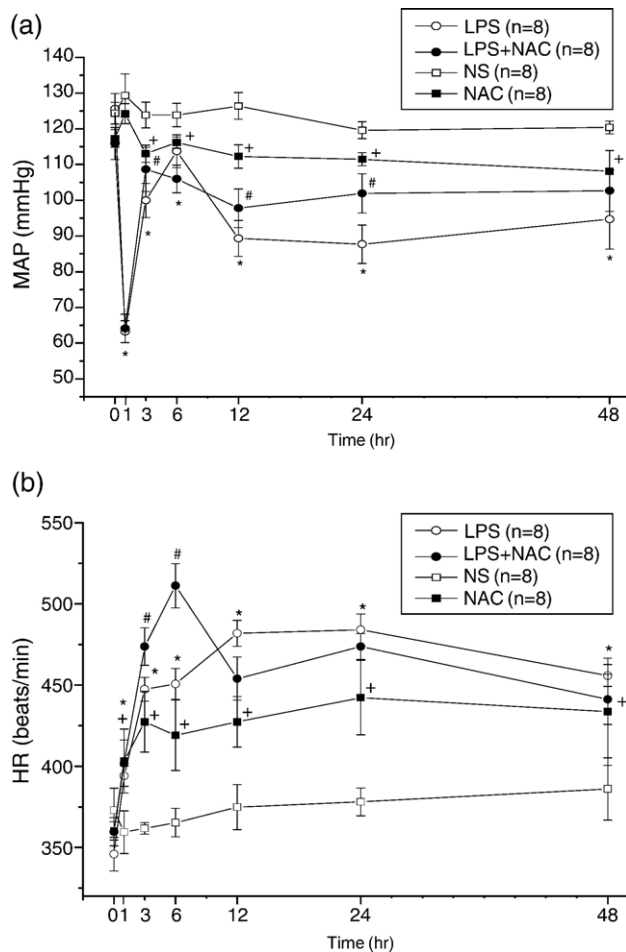 (a)
LPS (n=8)
LPS+NAC (n=8)
NS (n=8)
NAC (n=8)
140
130
120
110
100
90
80
70
60
50
MAP (mmHg)
+
+
#
*
*
*
+
#
*
+
#
*
+
*
0 1 3 6 12 24 48
Time (hr)
(b)
LPS (n=8)
LPS+NAC (n=8)
NS (n=8)
NAC (n=8)
550
500
450
400
350
HR (beats/min)
#
#
*
*
*
*
*
*
+
+
+
+
+
+
0 1 3 6 12 24 48
Time (hr)